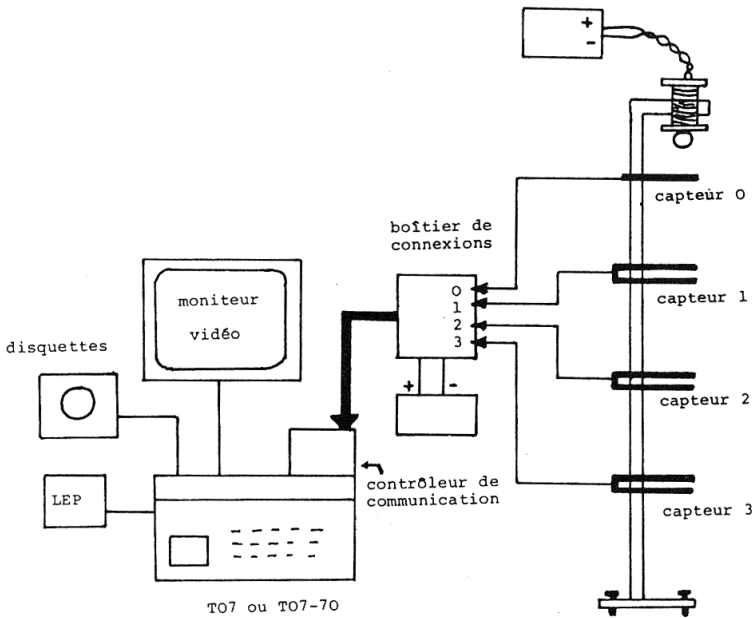 +
-
capteur 0
boîtier de
connexions
0
1
2
3
capteur 1
moniteur
vidéo
disquettes
+ -
capteur 2
contrôleur de
communication
LEP
capteur 3
TO7 ou TO7-70